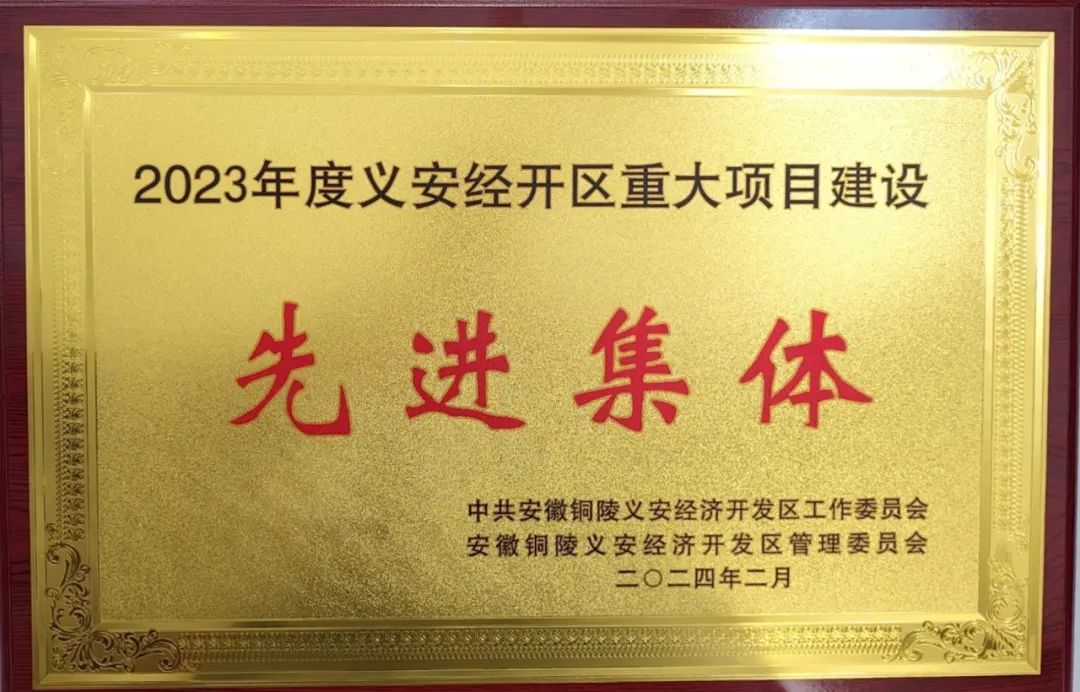 2023年度义安经开区重大项目建设
先进集体
中共安徽铜陵义安经济开发区工作委员会
安徽铜陵义安经济开发区管理委员会
二〇二四年二月